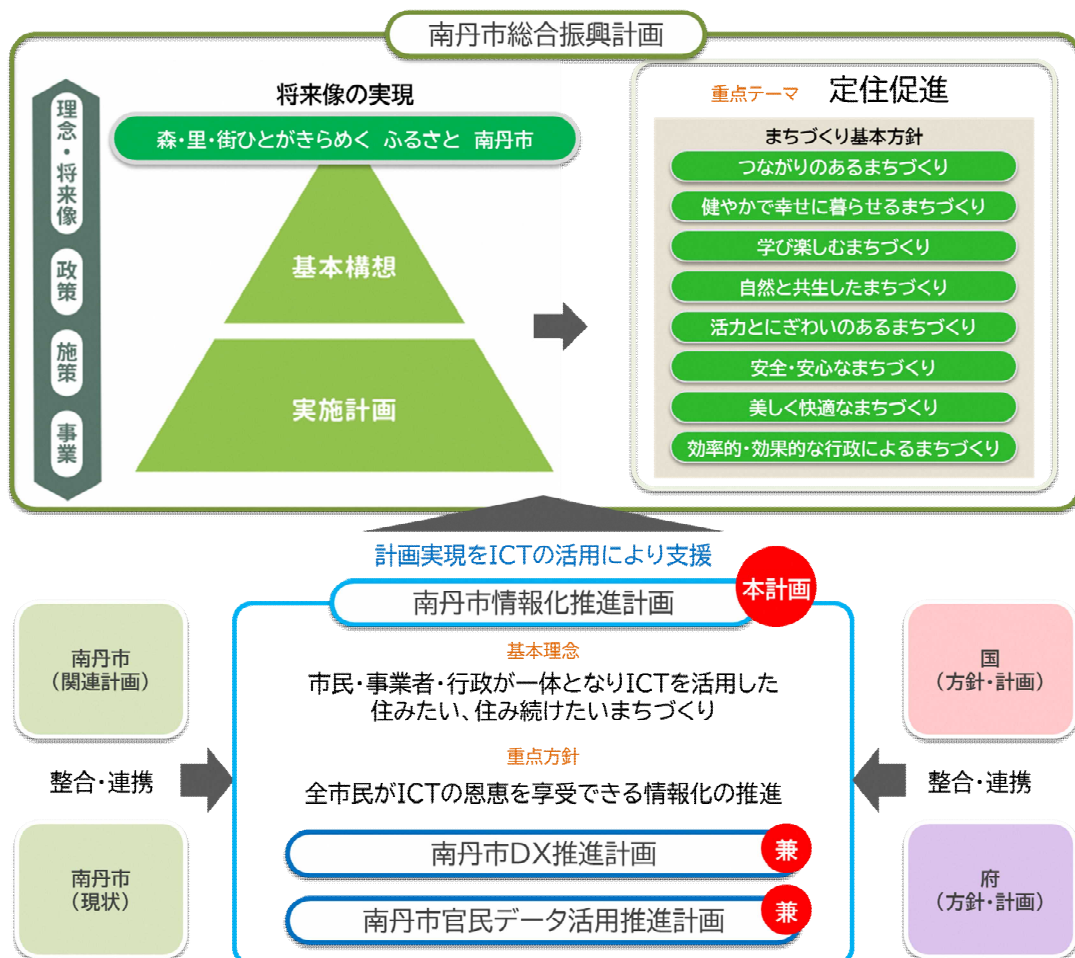 南丹市総合振興計画
理念・将来像
政策
施策
事業
将来像の実現
森・里・街ひとがきらめく ふるさと 南丹市
基本構想
実施計画
重点テーマ 定住促進
まちづくり基本方針
つながりのあるまちづくり
健やかで幸せに暮らせるまちづくり
学び楽しむまちづくり
自然と共生したまちづくり
活力とにぎわいのあるまちづくり
安全・安心なまちづくり
美しく快適なまちづくり
効率的・効果的な行政によるまちづくり
計画実現をICTの活用により支援
本計画
南丹市情報化推進計画
基本理念
市民・事業者・行政が一体となりICTを活用した
住みたい、住み続けたいまちづくり
重点方針
全市民がICTの恩恵を享受できる情報化の推進
南丹市DX推進計画
兼
南丹市官民データ活用推進計画
兼
南丹市
（関連計画）
整合・連携
南丹市
（現状）
国
（方針・計画）
整合・連携
府
（方針・計画）